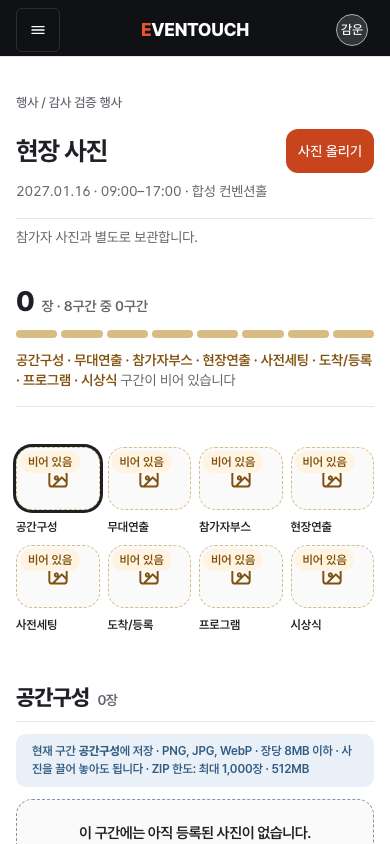 EVENTOUCH
감운
행사 / 감사 검증 행사
현장 사진
사진 올리기
2027.01.16 · 09:00–17:00 · 합성 컨벤션홀
참가자 사진과 별도로 보관합니다.
0 장 · 8구간 중 0구간
공간구성 · 무대연출 · 참가자부스 · 현장연출 · 사전세팅 · 도착/등록
· 프로그램 · 시상식 구간이 비어 있습니다
비어 있음 비어 있음 비어 있음 비어 있음
공간구성 무대연출 참가자부스 현장연출
비어 있음 비어 있음 비어 있음 비어 있음
사전세팅 도착/등록 프로그램 시상식
공간구성 0장
현재 구간 공간구성에 저장 · PNG, JPG, WebP · 장당 8MB 이하 · 사
진을 끌어 놓아도 됩니다 · ZIP 한도: 최대 1,000장 · 512MB
이 구간에는 아직 등록된 사진이 없습니다.